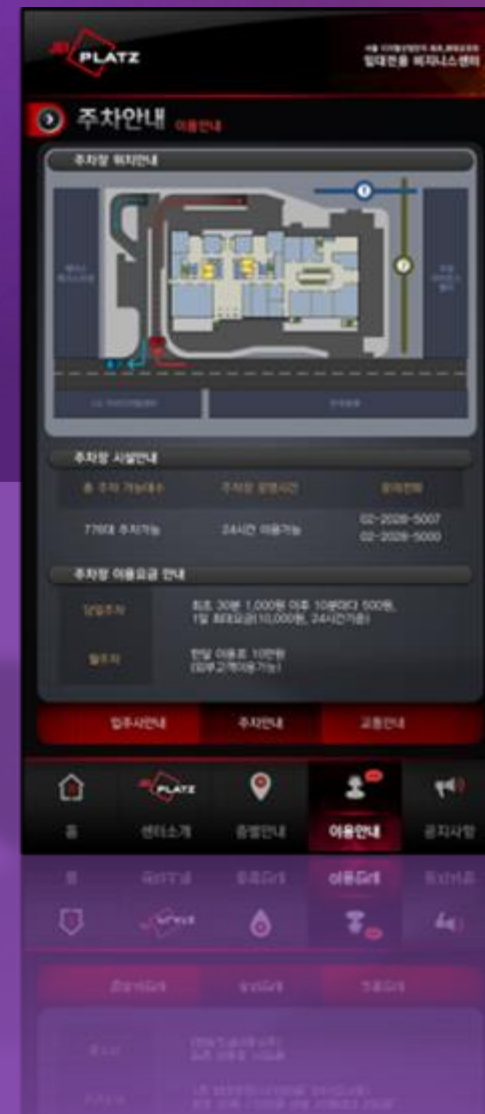 JEI PLATZ
임대전용 비지니스센터
주차안내 이용안내
주차장 위치안내
주차장 시설안내
총 주차 가능대수 주차장 운영시간 문의전화
776대 주차가능 24시간 이용가능 02-2028-5007
02-2028-5000
주차장 이용요금 안내
당일주차 최초 30분 1,000원 이후 10분마다 500원,
1일 최대요금(10,000원, 24시간기준)
월주차 한달 이용료 10만원
(외부고객이용가능)
입주사안내 주차안내 교통안내
홈 PLATZ 센터소개 층별안내 이용안내 공지사항